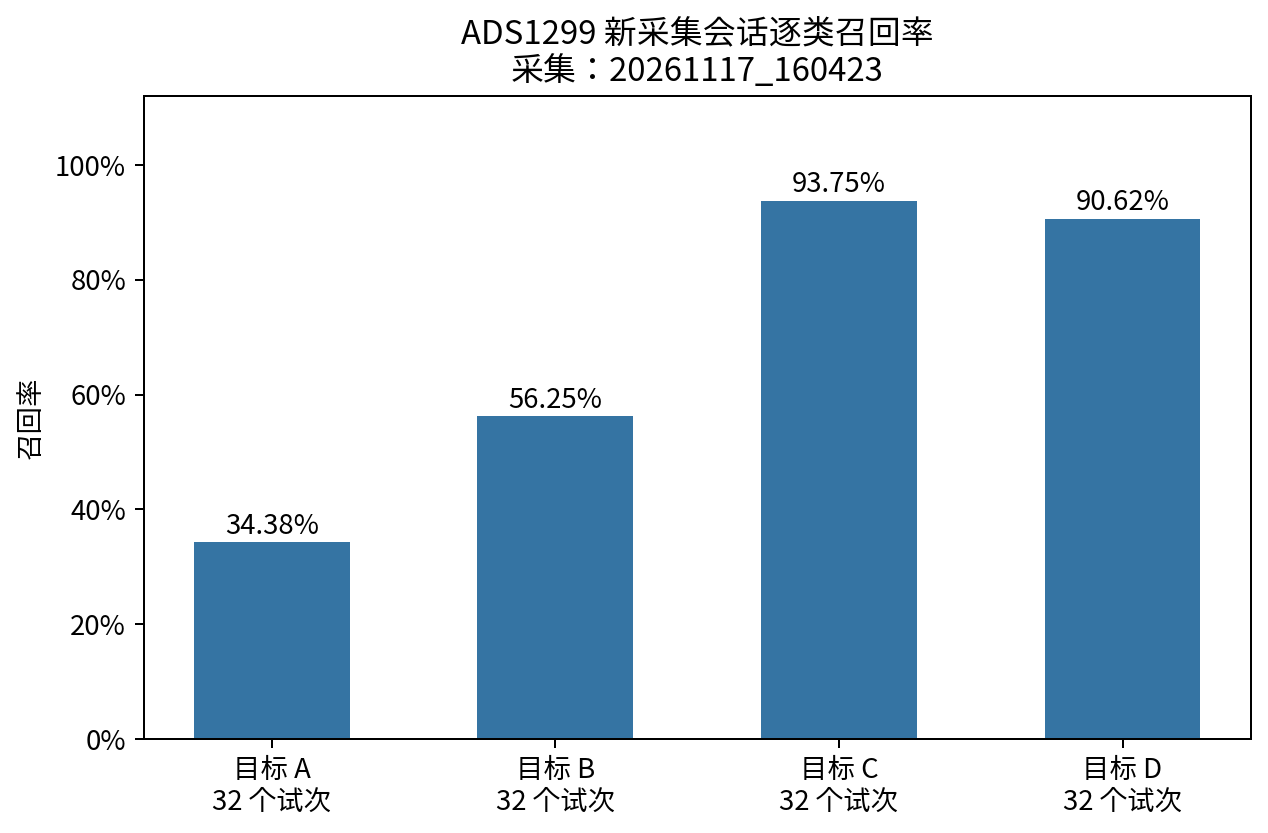 ADS1299 新采集会话逐类召回率
采集：20261117_160423
召回率
100%
80%
60%
40%
20%
0%
34.38%
56.25%
93.75%
90.62%
目标 A
32 个试次
目标 B
32 个试次
目标 C
32 个试次
目标 D
32 个试次